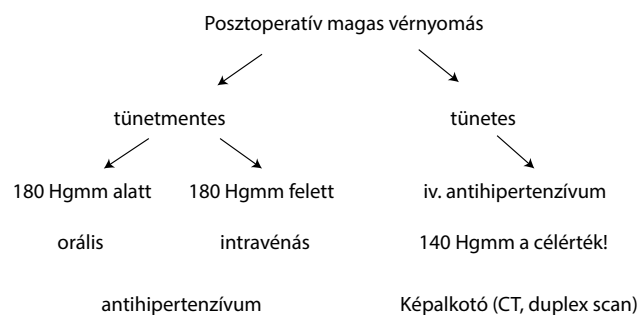 Posztoperatív magas vérnyomás
tünetmentes tünetes
180 Hgmm alatt 180 Hgmm felett iv. antihipertenzívum
orális intravénás 140 Hgmm a célérték!
antihipertenzívum Képalkotó (CT, duplex scan)